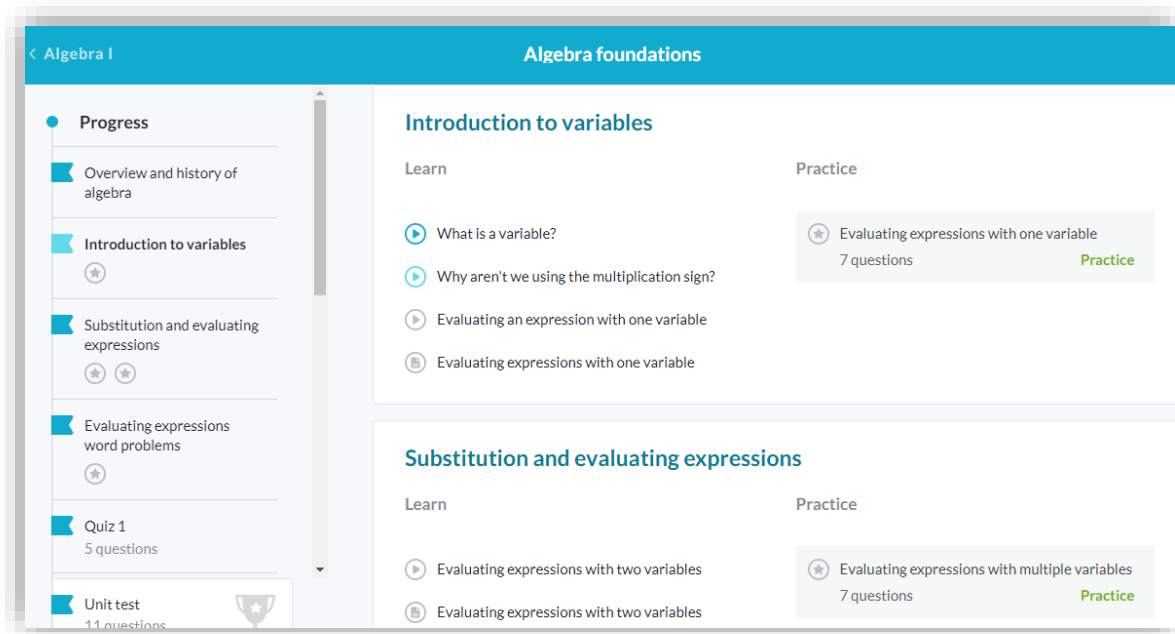 < Algebra I
Algebra foundations
Progress
Overview and history of
algebra
Introduction to variables
Substitution and evaluating
expressions
Evaluating expressions
word problems
Quiz 1
5 questions
Unit test
11 questions
Introduction to variables
Learn
What is a variable?
Why aren't we using the multiplication sign?
Evaluating an expression with one variable
Evaluating expressions with one variable
Practice
Evaluating expressions with one variable
7 questions
Practice
Substitution and evaluating expressions
Learn
Evaluating expressions with two variables
Evaluating expressions with two variables
Practice
Evaluating expressions with multiple variables
7 questions
Practice